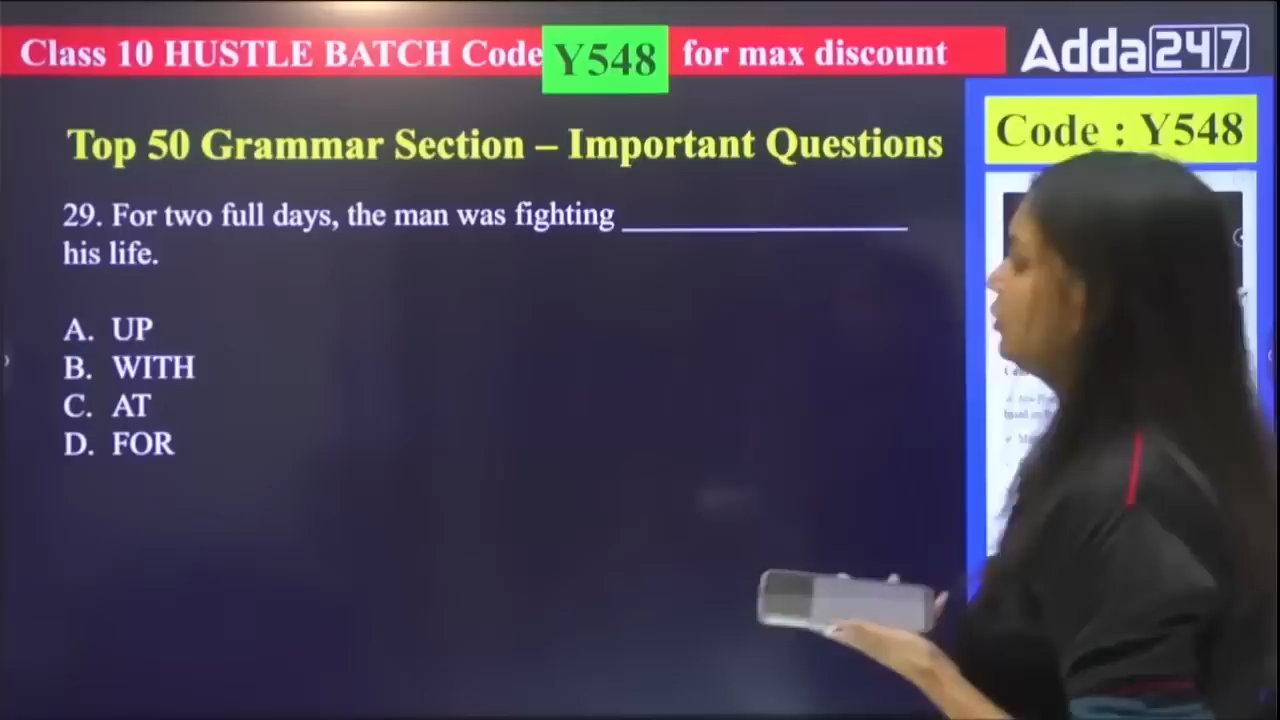 Class 10 HUSTLE BATCH Code Y548 for max discount
Adda247
Code : Y548
Top 50 Grammar Section – Important Questions
29. For two full days, the man was fighting ____________________
his life.
A. UP
B. WITH
C. AT
D. FOR